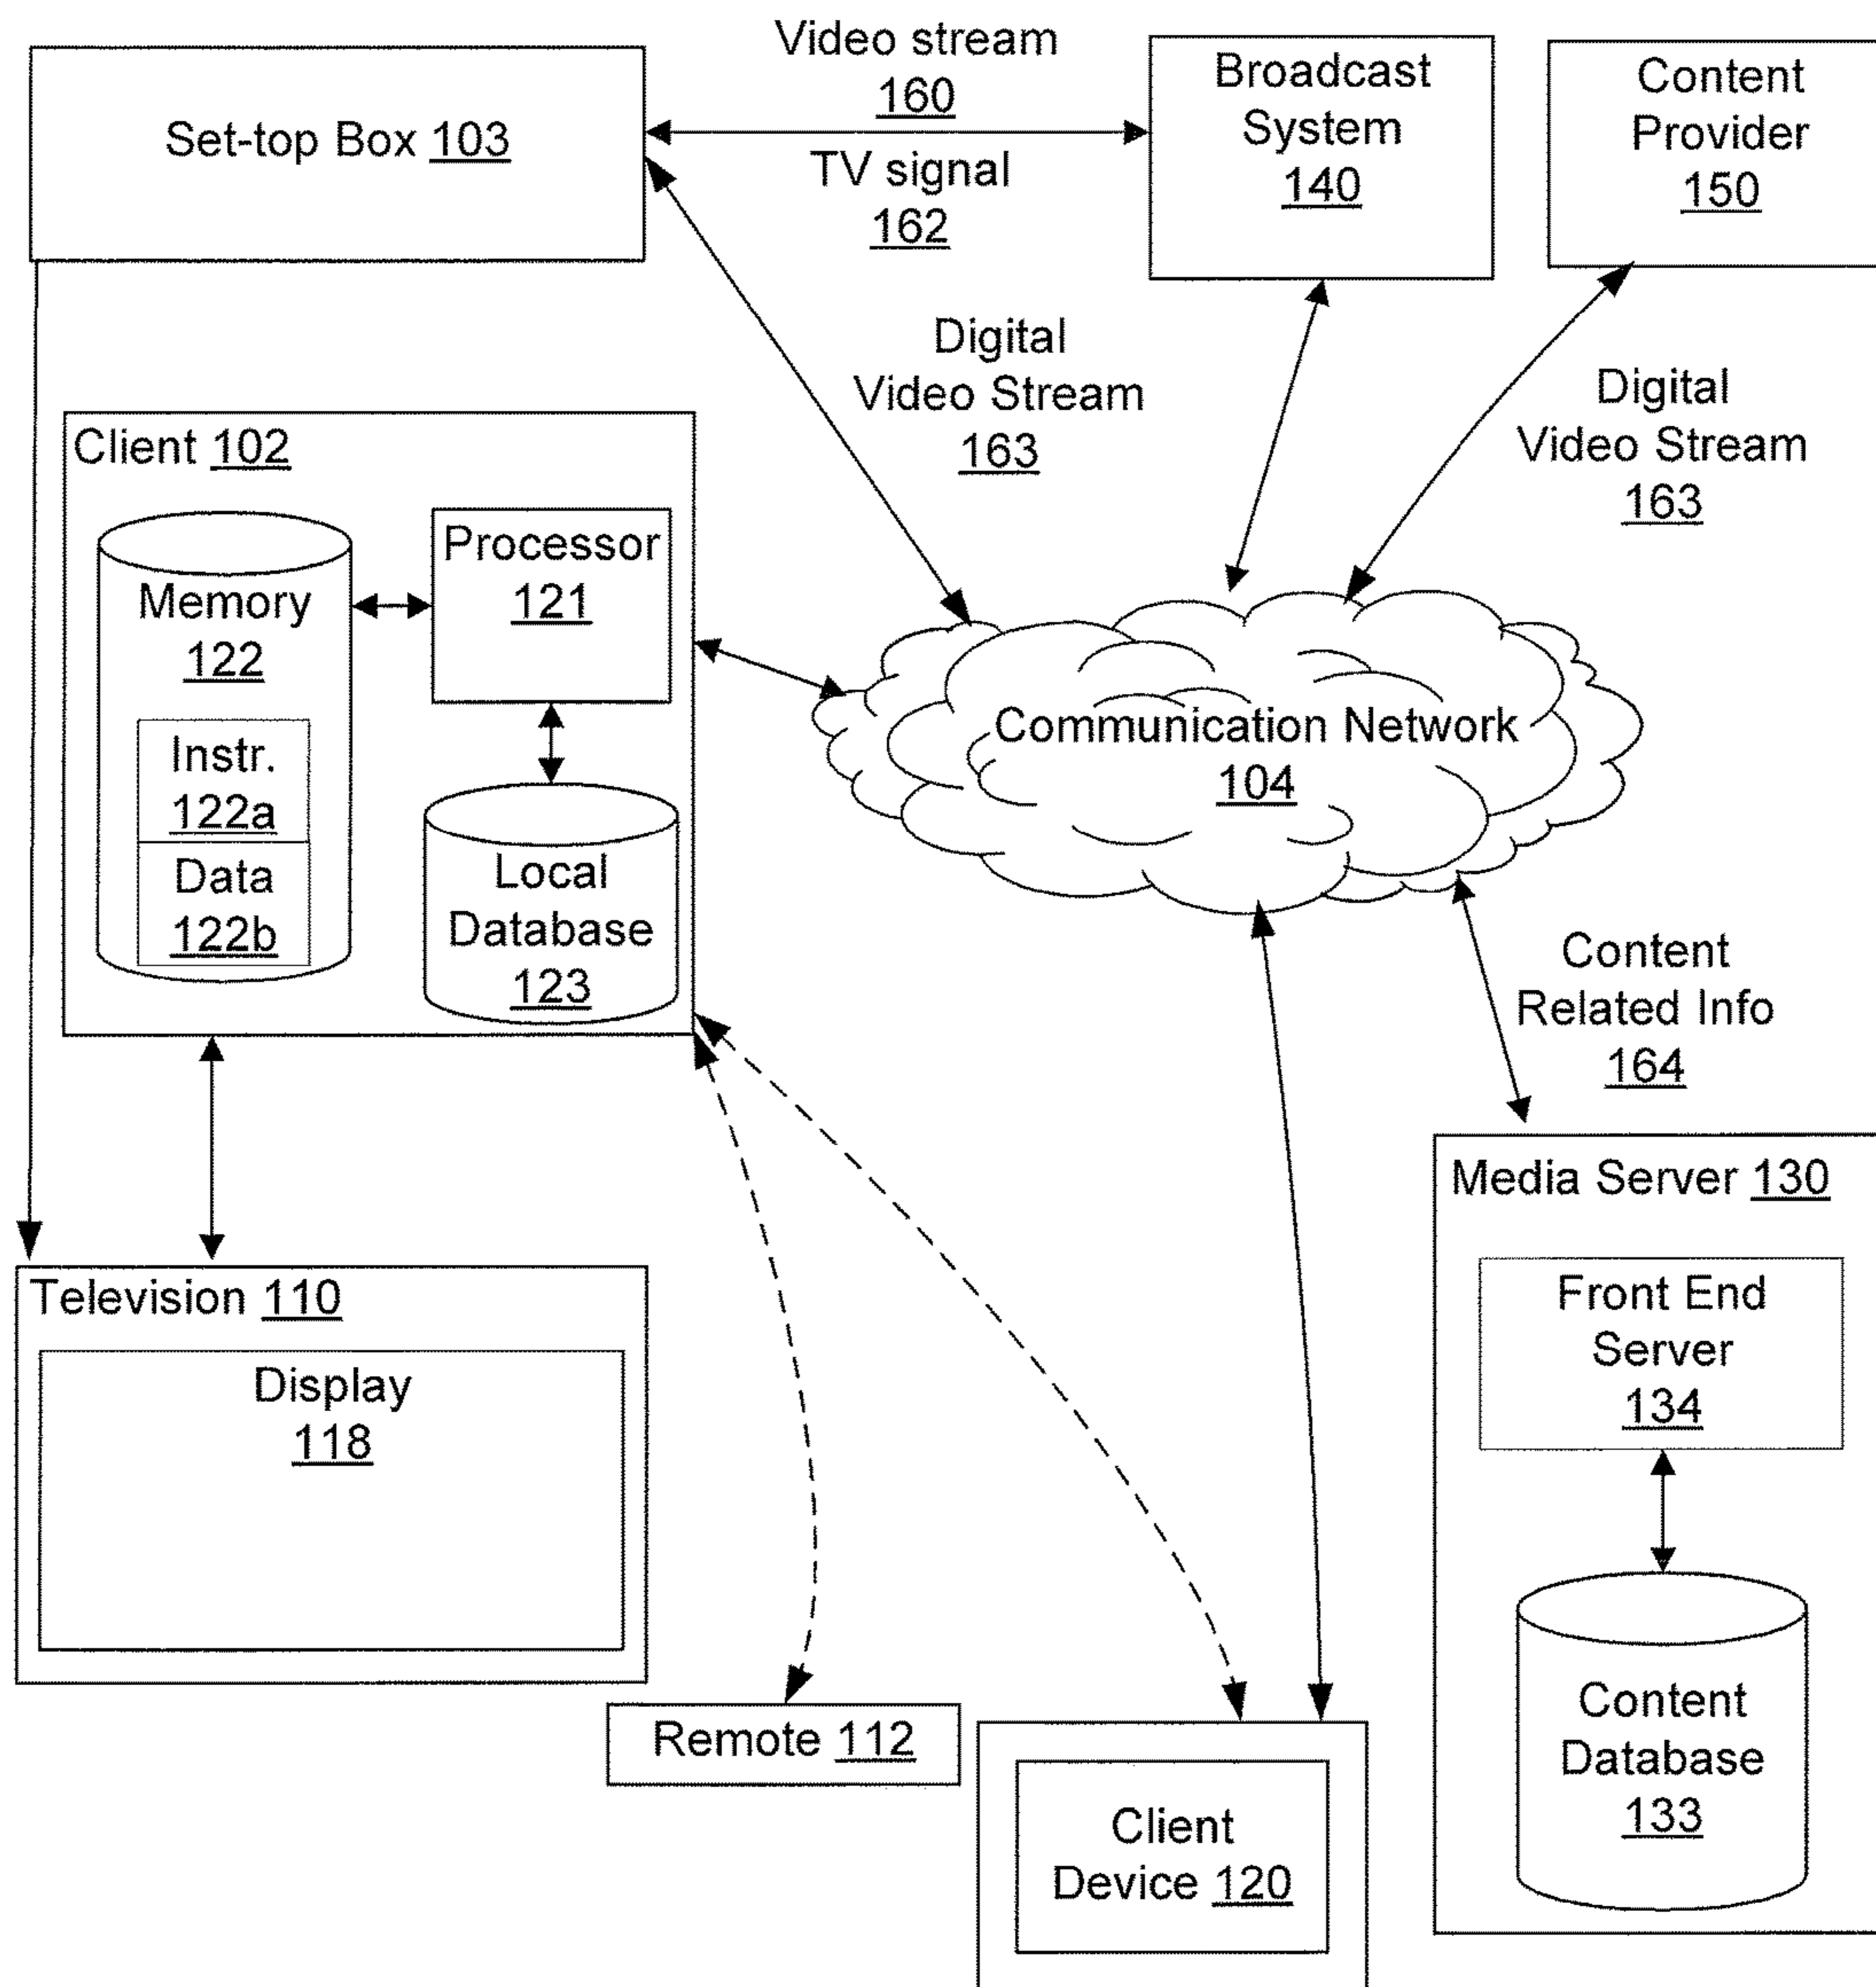 Set-top Box 103
Video stream
160
TV signal
162
Broadcast
System
140
Content
Provider
150
Digital
Video Stream
163
Digital
Video Stream
163
Client 102
Memory
122
Instr.
122a
Data
122b
Processor
121
Local
Database
123
Communication Network
104
Content
Related Info
164
Television 110
Display
118
Remote 112
Client
Device 120
Media Server 130
Front End
Server
134
Content
Database
133